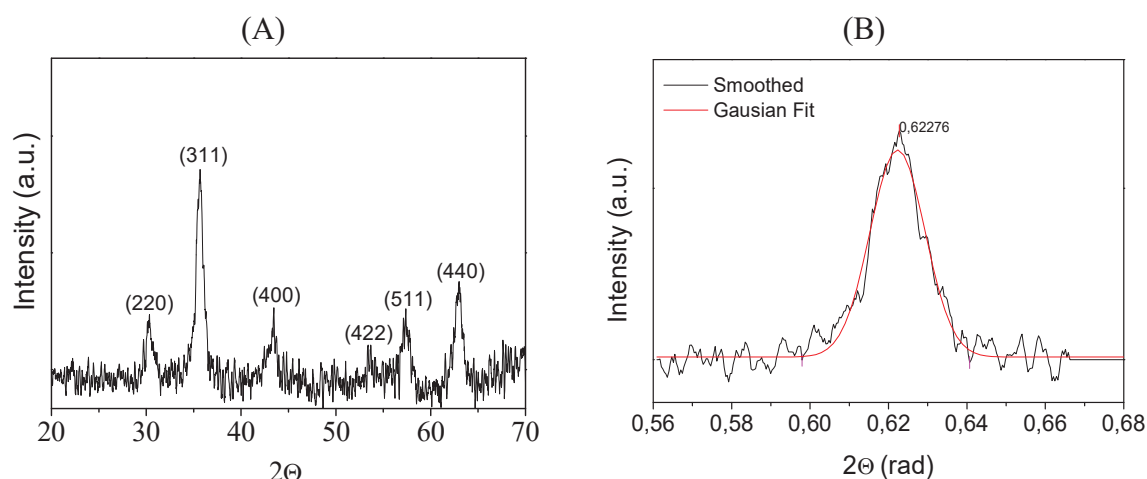 (A)
Intensity (a.u.)
(220)
(311)
(400)
(422)
(511)
(440)
20 30 40 50 60 70
2Θ
(B)
Intensity (a.u.)
Smoothed
Gausian Fit
0,62276
0,56 0,58 0,60 0,62 0,64 0,66 0,68
2Θ (rad)